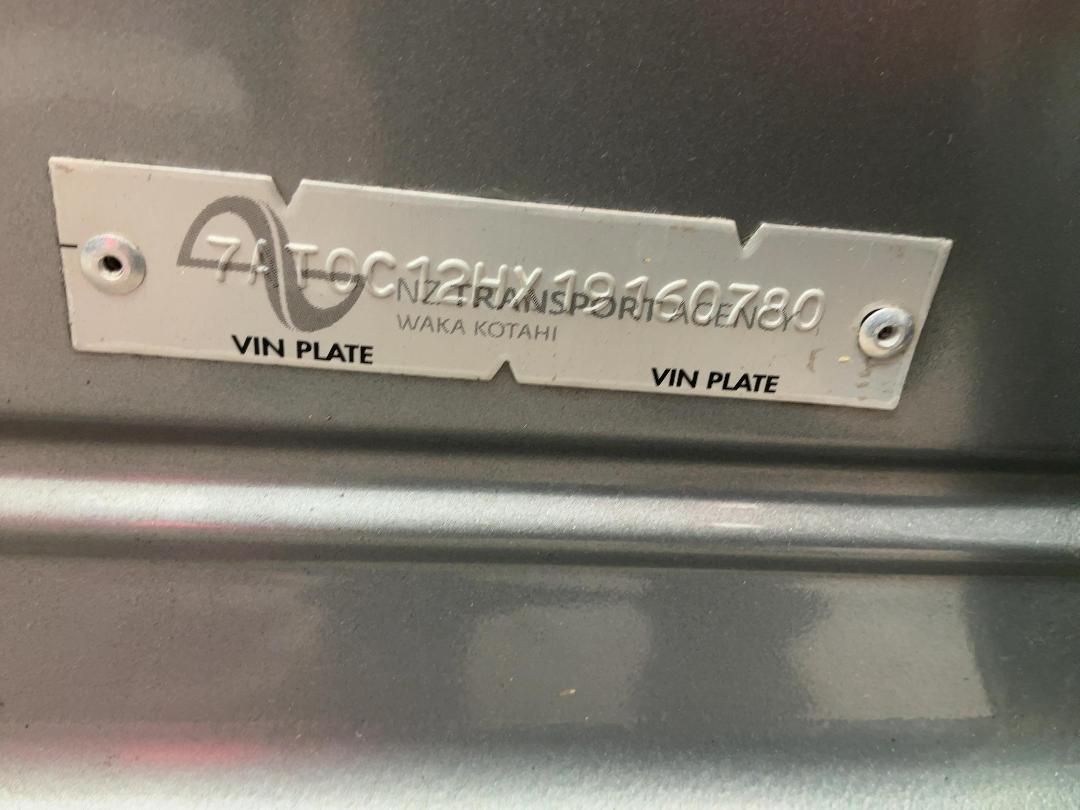 7AT0C12HX19160780
NZ TRANSPORT AGENCY
WAKA KOTAHI
VIN PLATE
VIN PLATE